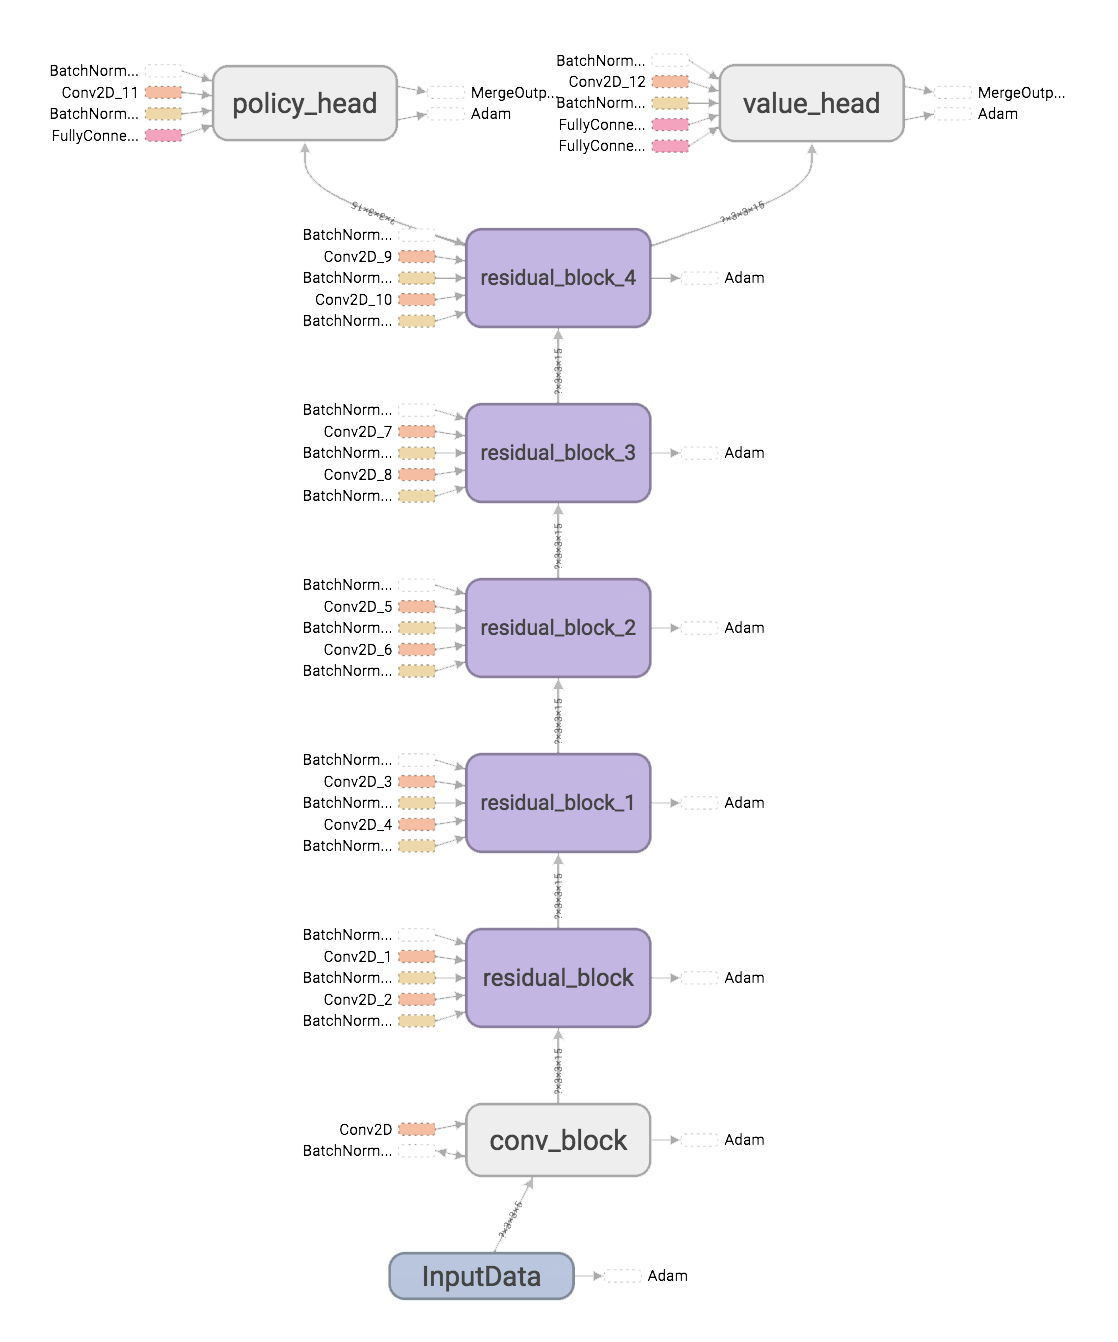 BatchNorm...
Conv2D_11
BatchNorm...
FullyConne...
policy_head
MergeOutp...
Adam
BatchNorm...
Conv2D_12
BatchNorm...
FullyConne...
FullyConne...
value_head
MergeOutp...
Adam
?×3×3×15
?×3×3×15
BatchNorm...
Conv2D_9
BatchNorm...
Conv2D_10
BatchNorm...
residual_block_4
Adam
?×3×3×15
BatchNorm...
Conv2D_7
BatchNorm...
Conv2D_8
BatchNorm...
residual_block_3
Adam
?×3×3×15
BatchNorm...
Conv2D_5
BatchNorm...
Conv2D_6
BatchNorm...
residual_block_2
Adam
?×3×3×15
BatchNorm...
Conv2D_3
BatchNorm...
Conv2D_4
BatchNorm...
residual_block_1
Adam
?×3×3×15
BatchNorm...
Conv2D_1
BatchNorm...
Conv2D_2
BatchNorm...
residual_block
Adam
?×3×3×15
Conv2D
BatchNorm...
conv_block
Adam
?×3×3×5
InputData
Adam